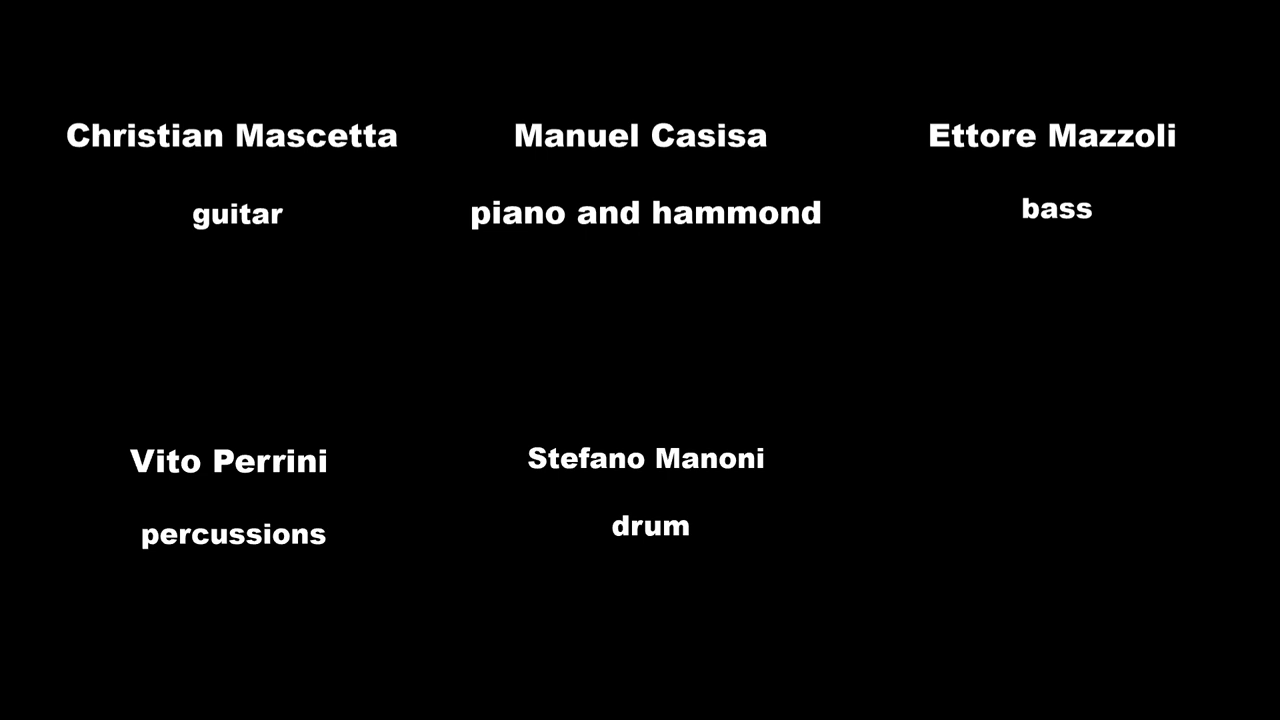 Christian Mascetta
guitar
Manuel Casisa
piano and hammond
Ettore Mazzoli
bass
Vito Perrini
percussions
Stefano Manoni
drum